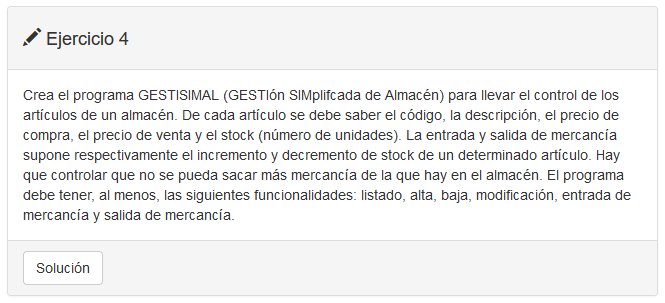 Ejercicio 4
Crea el programa GESTISIMAL (GESTIón SIMplifcada de Almacén) para llevar el control de los
artículos de un almacén. De cada artículo se debe saber el código, la descripción, el precio de
compra, el precio de venta y el stock (número de unidades). La entrada y salida de mercancía
supone respectivamente el incremento y decremento de stock de un determinado artículo. Hay
que controlar que no se pueda sacar más mercancía de la que hay en el almacén. El programa
debe tener, al menos, las siguientes funcionalidades: listado, alta, baja, modificación, entrada de
mercancía y salida de mercancía.
Solución